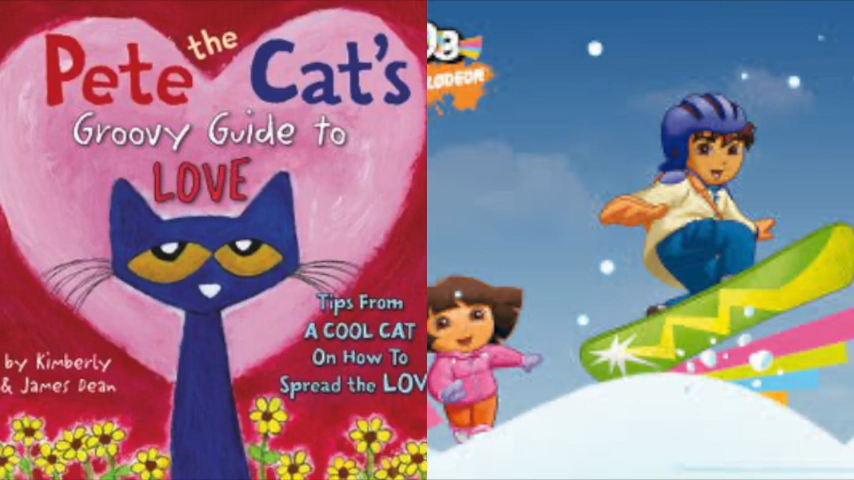 Pete the Cat's
Groovy Guide to
LOVE
Tips From
A COOL CAT
On How To
Spread the LOV
by Kimberly
& James Dean